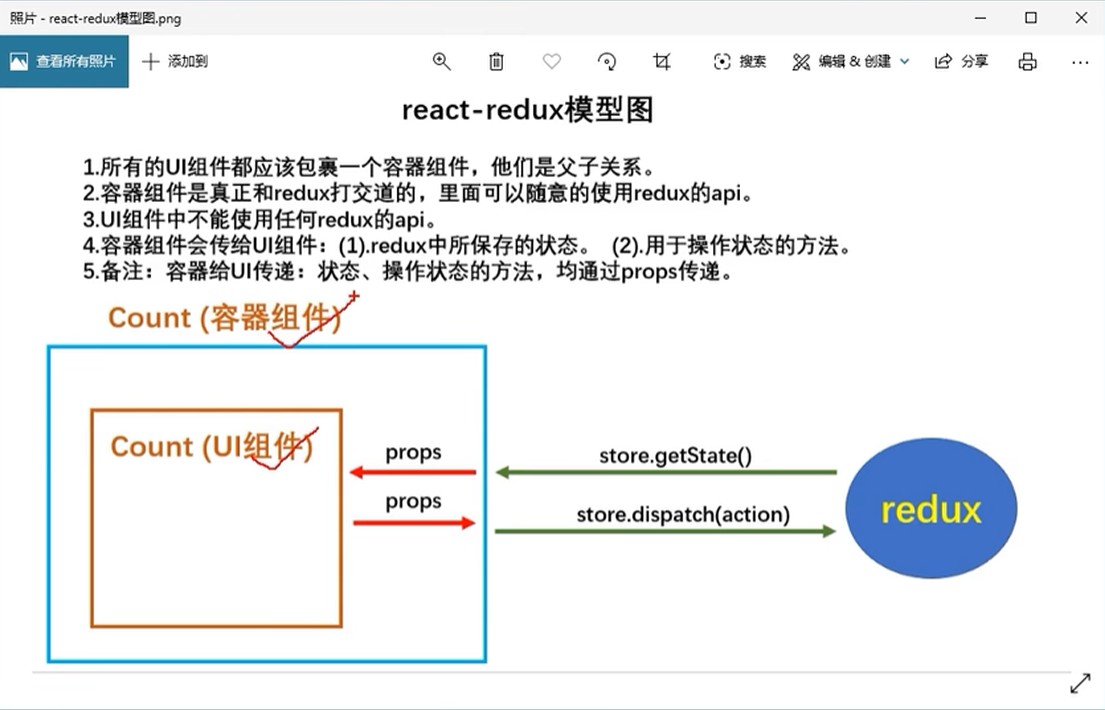 照片 - react-redux模型图.png
查看所有照片
添加到
搜索
编辑 & 创建
分享
react-redux模型图
1.所有的UI组件都应该包裹一个容器组件，他们是父子关系。
2.容器组件是真正和redux打交道的，里面可以随意的使用redux的api。
3.UI组件中不能使用任何redux的api。
4.容器组件会传给UI组件：(1).redux中所保存的状态。 (2).用于操作状态的方法。
5.备注：容器给UI传递：状态、操作状态的方法，均通过props传递。
Count (容器组件)
Count (UI组件)
props
store.getState()
props
store.dispatch(action)
redux